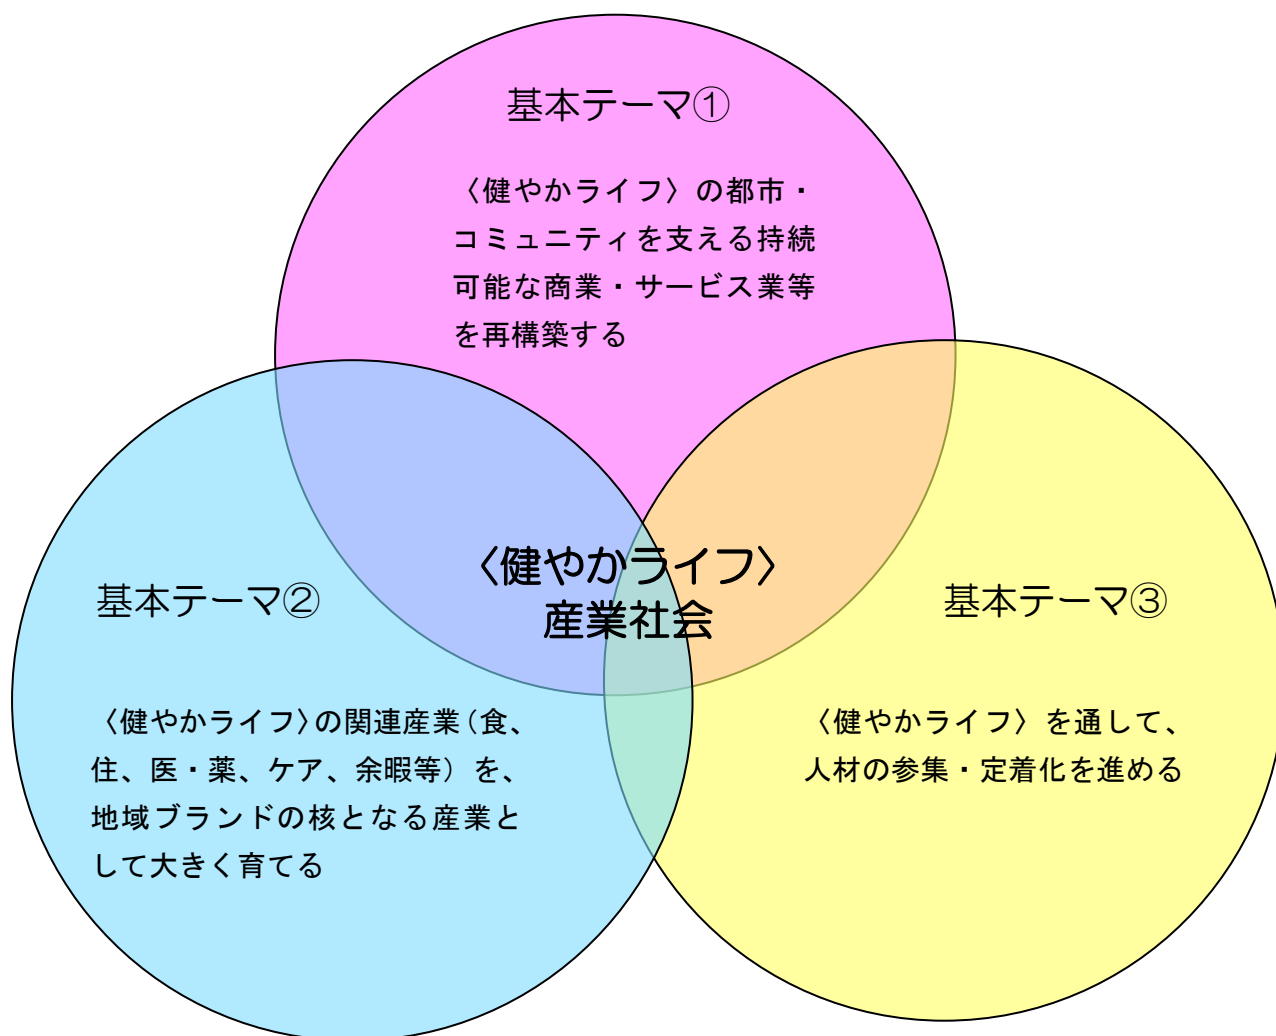 基本テーマ①
〈健やかライフ〉の都市・
コミュニティを支える持続
可能な商業・サービス業等
を再構築する
〈健やかライフ〉
産業社会
基本テーマ②
〈健やかライフ〉の関連産業(食、
住、医・薬、ケア、余暇等)を、
地域ブランドの核となる産業と
して大きく育てる
基本テーマ③
〈健やかライフ〉を通して、
人材の参集・定着化を進める